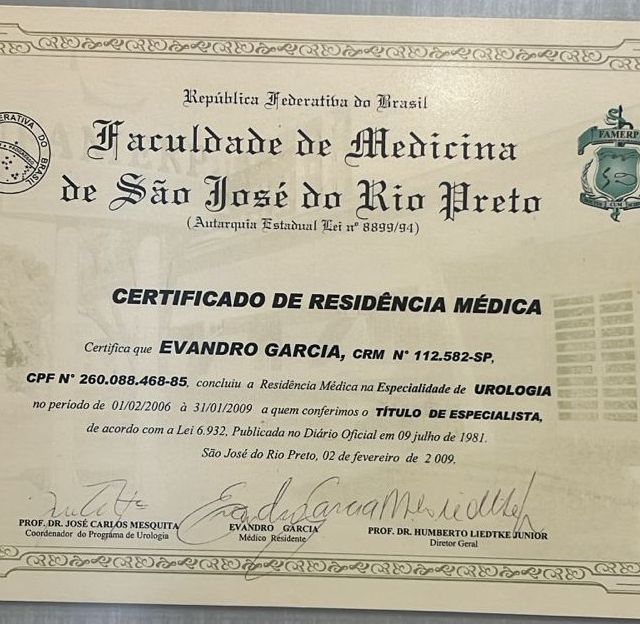 República Federativa do Brasil
Faculdade de Medicina
de São José do Rio Preto
(Autarquia Estadual Lei nº 8899/94)
FAMERP
CERTIFICADO DE RESIDÊNCIA MÉDICA
Certifica que EVANDRO GARCIA, CRM N° 112.582-SP,
CPF N° 260.088.468-85, concluiu a Residência Médica na Especialidade de UROLOGIA
no período de 01/02/2006 à 31/01/2009 a quem conferimos o TÍTULO DE ESPECIALISTA,
de acordo com a Lei 6.932, Publicada no Diário Oficial em 09 julho de 1981.
São José do Rio Preto, 02 de fevereiro de 2 009.
PROF. DR. JOSÉ CARLOS MESQUITA
Coordenador do Programa de Urologia
EVANDRO GARCIA
Médico Residente
PROF. DR. HUMBERTO LIEDTKE JUNIOR
Diretor Geral